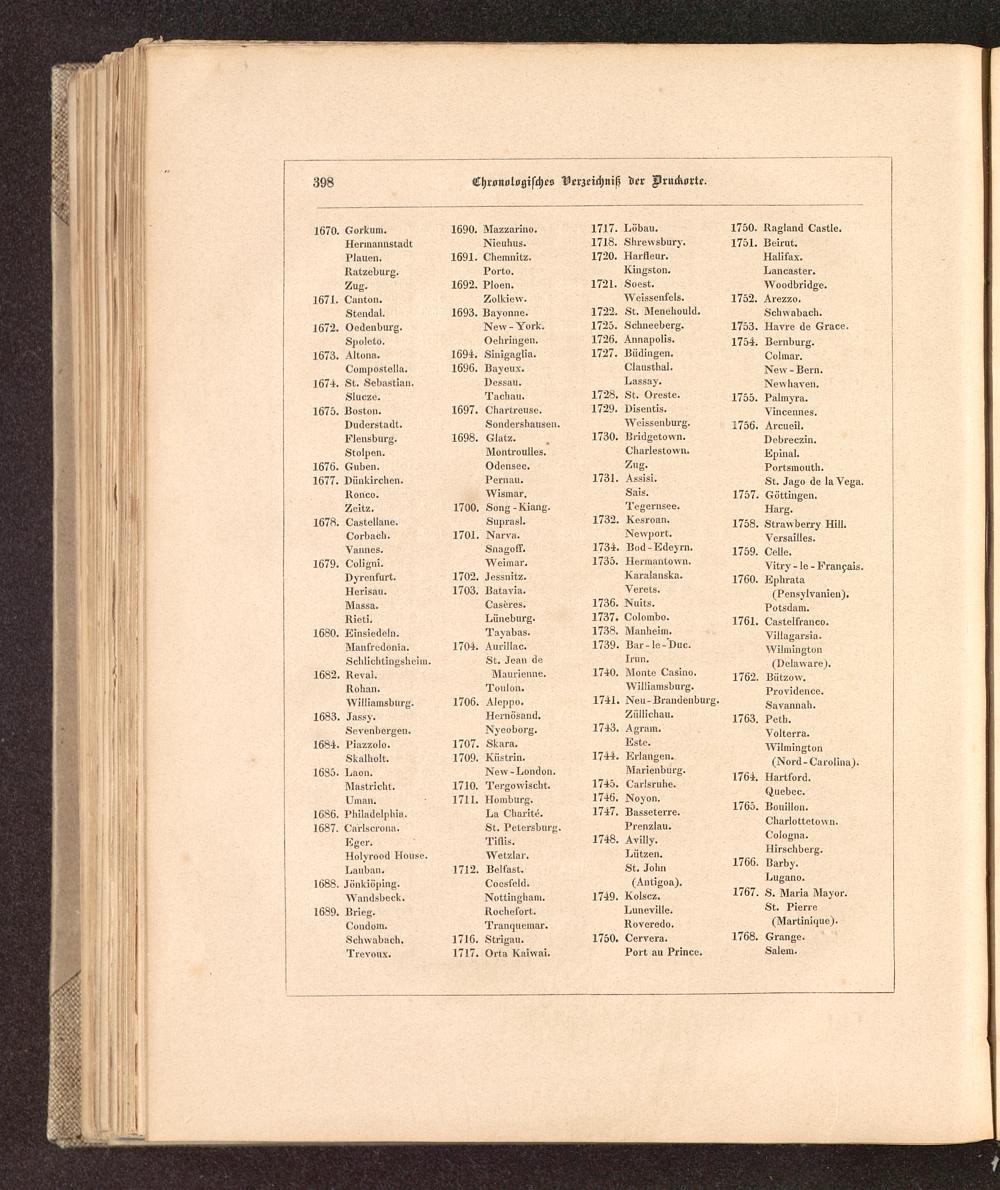 398
Chronologisches Verzeichniß der Druckorte.
1670. Gorkum.
Hermannstadt
Plauen.
Ratzeburg.
Zug.
1671. Canton.
Stendal.
1672. Oedenburg.
Spoleto.
1673. Altona.
Compostella.
1674. St. Sebastian.
Slucze.
1675. Boston.
Duderstadt.
Flensburg.
Stolpen.
1676. Guben.
1677. Dünkirchen.
Ronco.
Zeitz.
1678. Castellane.
Corbach.
Vannes.
1679. Coligni.
Dyrenfurt.
Herisau.
Massa.
Rieti.
1680. Einsiedeln.
Manfredonia.
Schlichtingsheim.
1682. Reval.
Rohan.
Williamsburg.
1683. Jassy.
Sevenbergen.
1684. Piazzolo.
Skalholt.
1685. Laon.
Mastricht.
Uman.
1686. Philadelphia.
1687. Carlscrona.
Eger.
Holyrood House.
Lauban.
1688. Jönkiöping.
Wandsbeck.
1689. Brieg.
Condom.
Schwabach.
Trevoux.
1690. Mazzarino.
Nieuhus.
1691. Chemnitz.
Porto.
1692. Ploen.
Zolkiew.
1693. Bayonne.
New-York.
Oehringen.
1694. Sinigaglia.
1696. Bayeux.
Dessau.
Tachau.
1697. Chartreuse.
Sondershausen.
1698. Glatz.
Montroulles.
Odensee.
Pernau.
Wismar.
1700. Song-Kiang.
Suprasl.
1701. Narva.
Snagoff.
Weimar.
1702. Jessnitz.
1703. Batavia.
Casères.
Lüneburg.
Tayabas.
1704. Aurillac.
St. Jean de
Maurienne.
Toulon.
1706. Aleppo.
Hernösand.
Nyeoborg.
1707. Skara.
1709. Küstrin.
New-London.
1710. Tergowischt.
1711. Homburg.
La Charité.
St. Petersburg.
Tiflis.
Wetzlar.
1712. Belfast.
Coesfeld.
Nottingham.
Rochefort.
Tranquemar.
1716. Strigau.
1717. Orta Kaiwai.
1717. Löbau.
1718. Shrewsbury.
1720. Harfleur.
Kingston.
1721. Soest.
Weissenfels.
1722. St. Menehould.
1725. Schneeberg.
1726. Annapolis.
1727. Büdingen.
Clausthal.
Lassay.
1728. St. Oreste.
1729. Disentis.
Weissenburg.
1730. Bridgetown.
Charlestown.
Zug.
1731. Assisi.
Sais.
Tegernsee.
1732. Kesroan.
Newport.
1734. Bod-Edeyrn.
1735. Hermantown.
Karalanska.
Verets.
1736. Nuits.
1737. Colombo.
1738. Manheim.
1739. Bar-le-Duc.
Irun.
1740. Monte Casino.
Williamsburg.
1741. Neu-Brandenburg.
Züllichau.
1743. Agram.
Este.
1744. Erlangen.
Marienburg.
1745. Carlsruhe.
1746. Noyon.
1747. Basseterre.
Prenzlau.
1748. Avilly.
Lützen.
St. John
(Antigoa).
1749. Kolscz.
Luneville.
Roveredo.
1750. Cervera.
Port au Prince.
1750. Ragland Castle.
1751. Beirut.
Halifax.
Lancaster.
Woodbridge.
1752. Arezzo.
Schwabach.
1753. Havre de Grace.
1754. Bernburg.
Colmar.
New-Bern.
Newhaven.
1755. Palmyra.
Vincennes.
1756. Arcueil.
Debreczin.
Epinal.
Portsmouth.
St. Jago de la Vega.
1757. Göttingen.
Harg.
1758. Strawberry Hill.
Versailles.
1759. Celle.
Vitry-le-Français.
1760. Ephrata
(Pensylvanien).
Potsdam.
1761. Castelfranco.
Villagarsia.
Wilmington
(Delaware).
1762. Bützow.
Providence.
Savannah.
1763. Peth.
Volterra.
Wilmington
(Nord-Carolina).
1764. Hartford.
Quebec.
1765. Bouillon.
Charlottetown.
Cologna.
Hirschberg.
1766. Barby.
Lugano.
1767. S. Maria Mayor.
St. Pierre
(Martinique).
1768. Grange.
Salem.